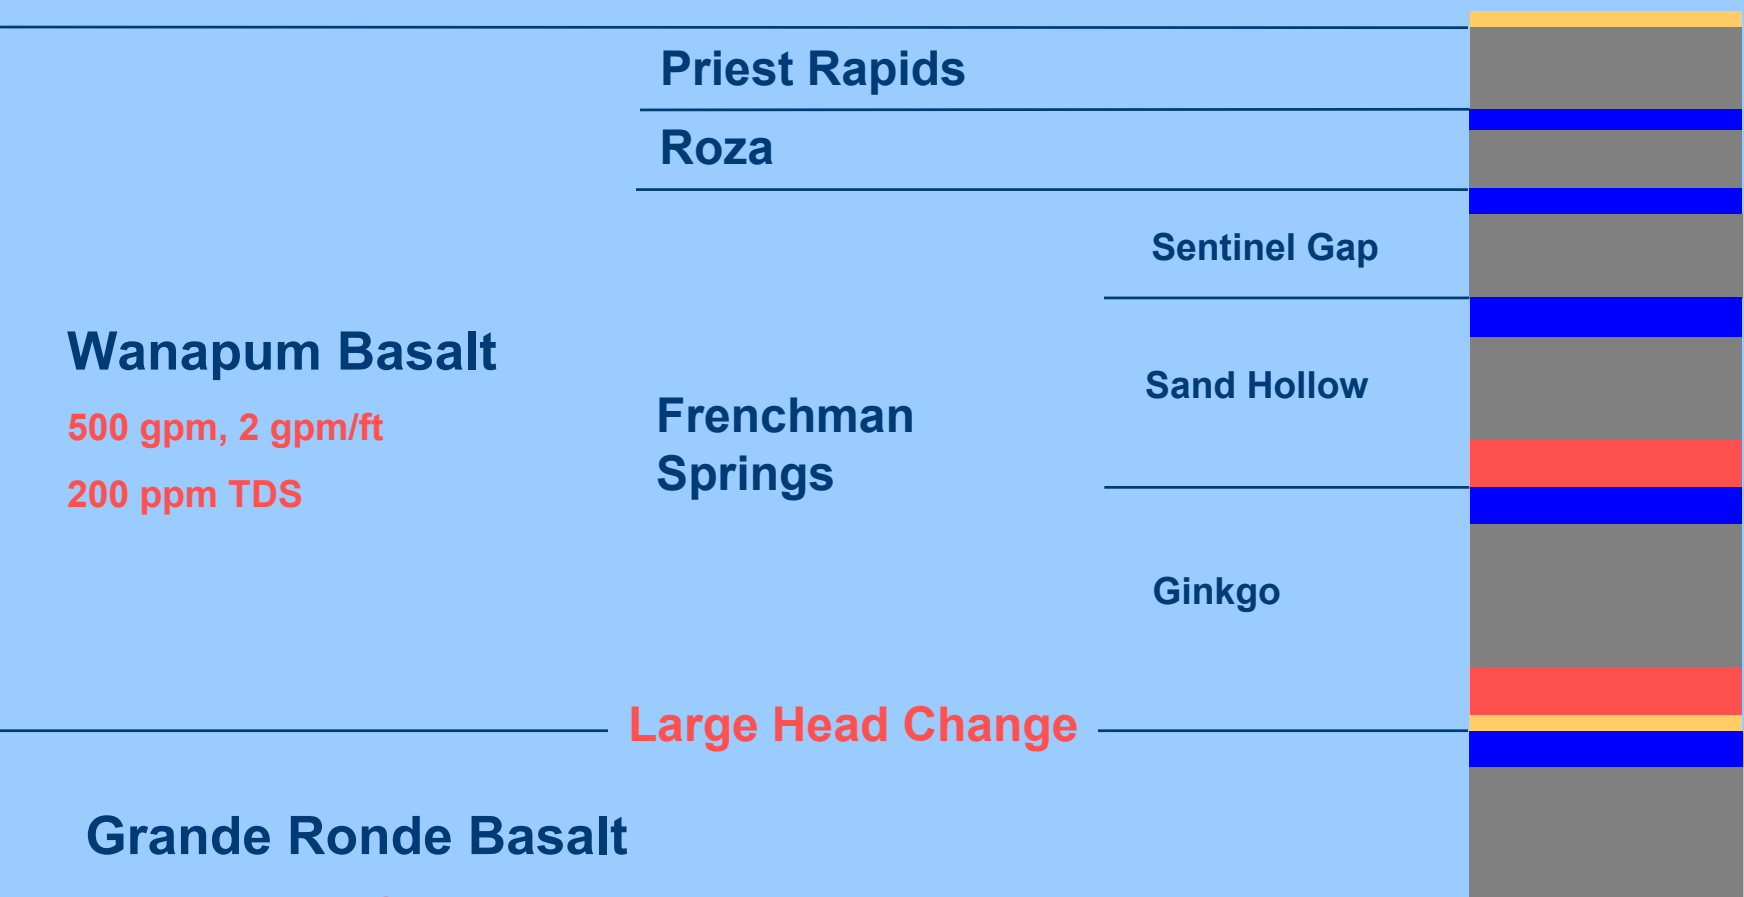 Priest Rapids
Roza
Sentinel Gap
Wanapum Basalt
Sand Hollow
500 gpm, 2 gpm/ft
Frenchman
Springs
200 ppm TDS
Ginkgo
Large Head Change
Grande Ronde Basalt